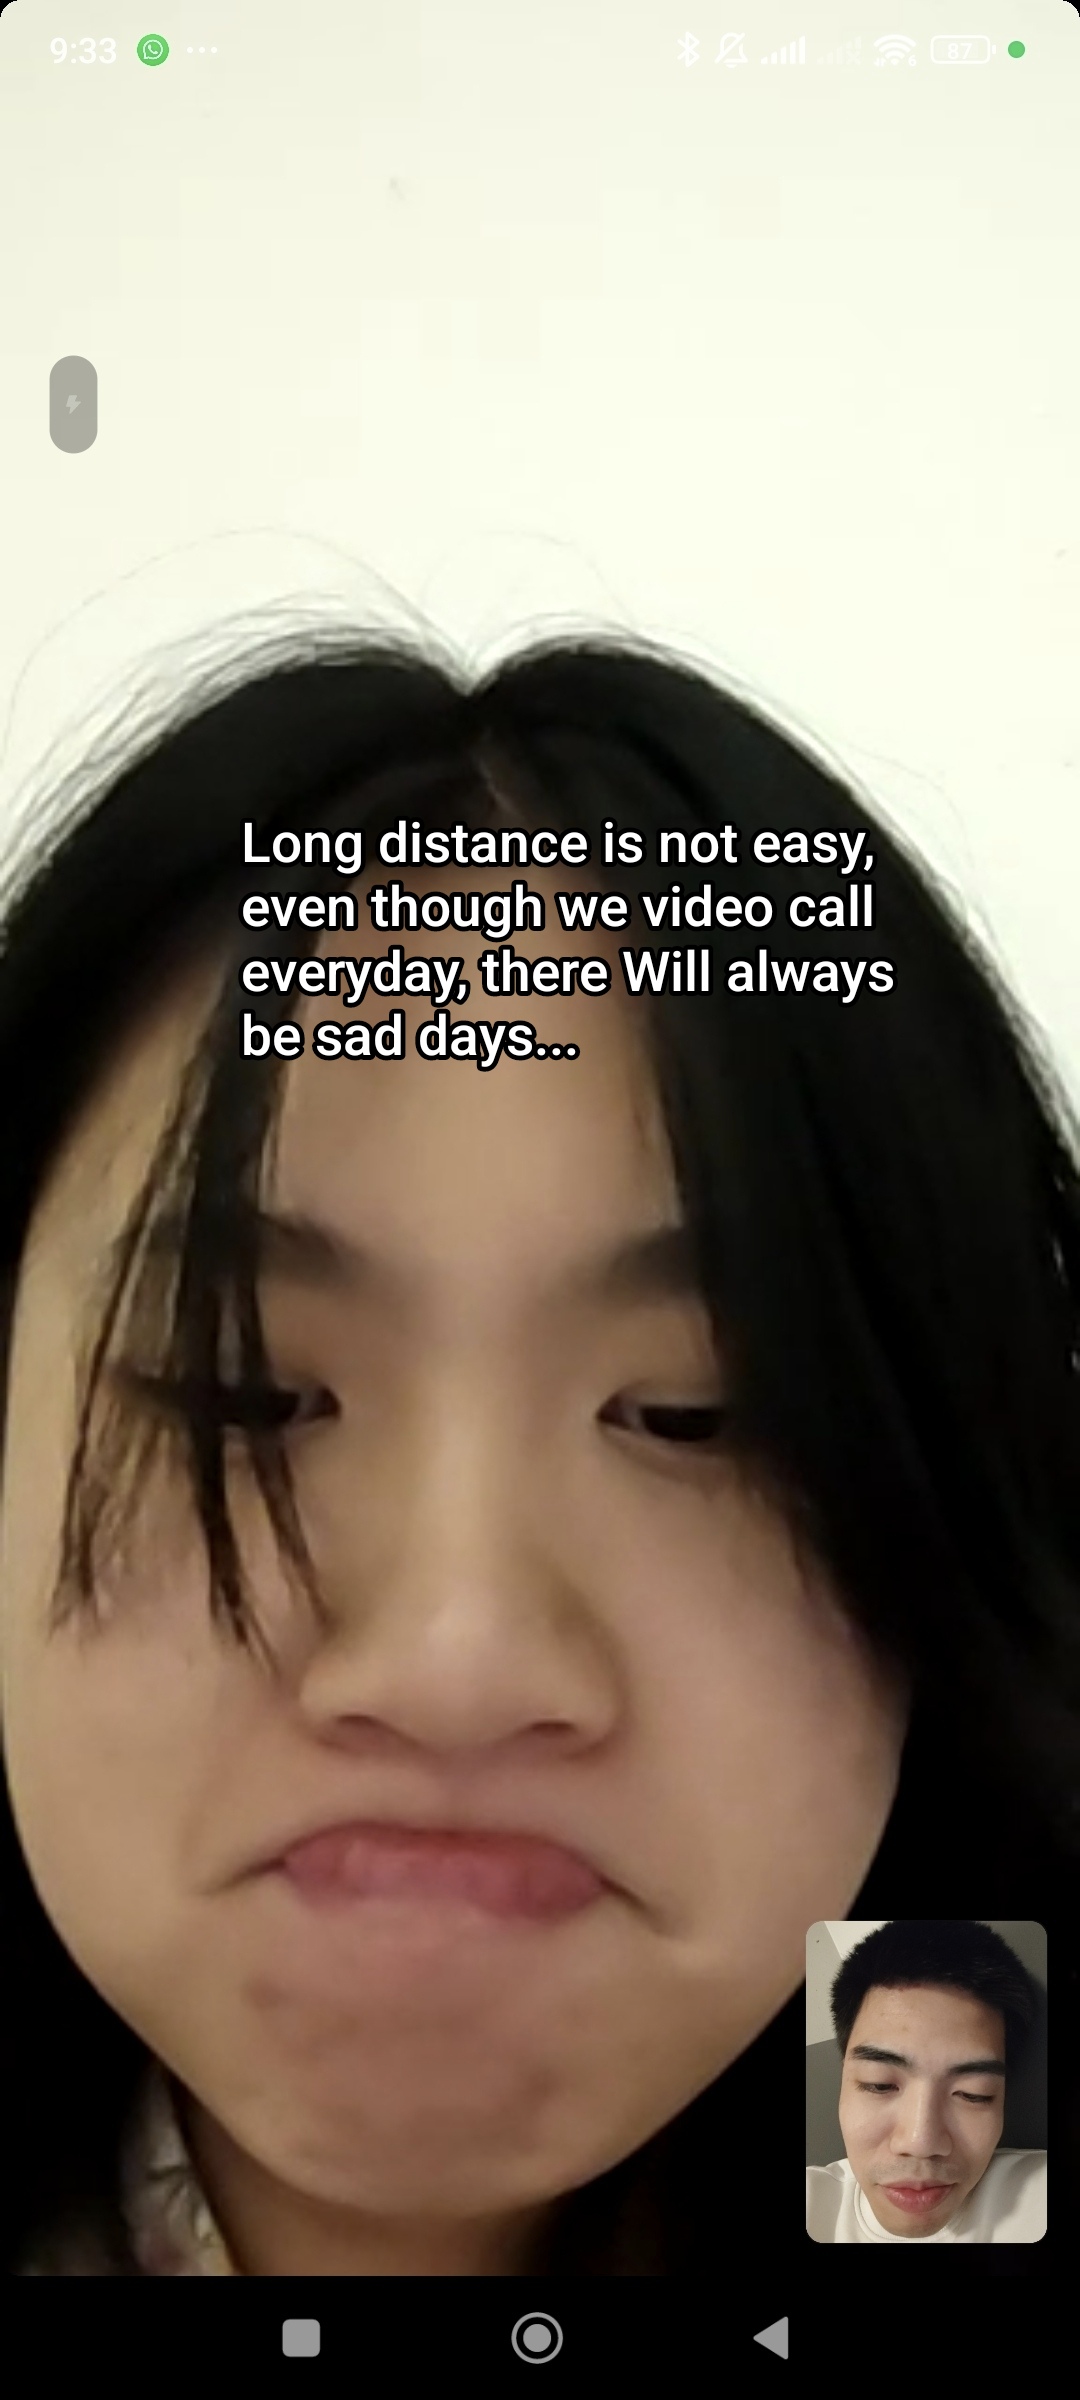 9:33
87
Long distance is not easy,
even though we video call
everyday, there Will always
be sad days...